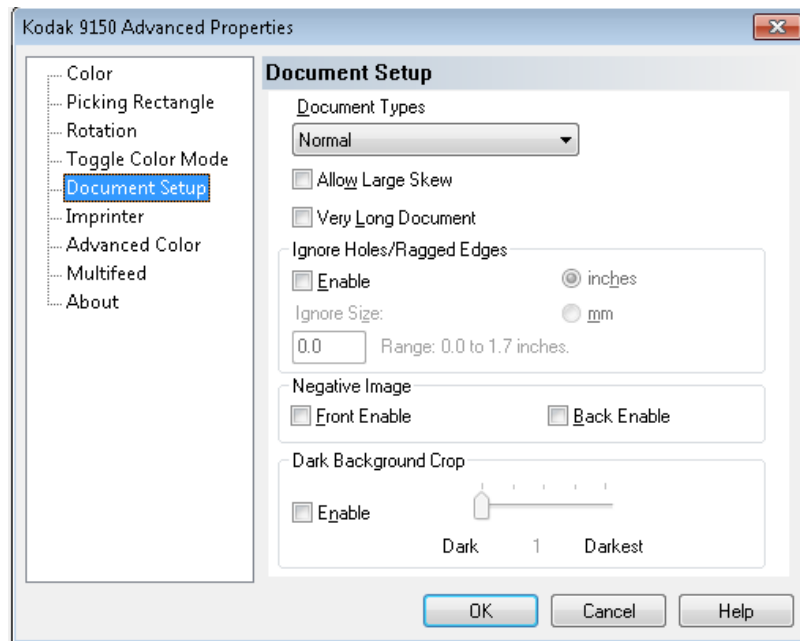 Kodak 9150 Advanced Properties
Color
Picking Rectangle
Rotation
Toggle Color Mode
Document Setup
Imprinter
Advanced Color
Multifeed
About
Document Setup
Document Types
Normal
Allow Large Skew
Very Long Document
Ignore Holes/Ragged Edges
Enable
inches
Ignore Size:
mm
0.0 Range: 0.0 to 1.7 inches.
Negative Image
Front Enable
Back Enable
Dark Background Crop
Enable
Dark 1 Darkest
OK
Cancel
Help